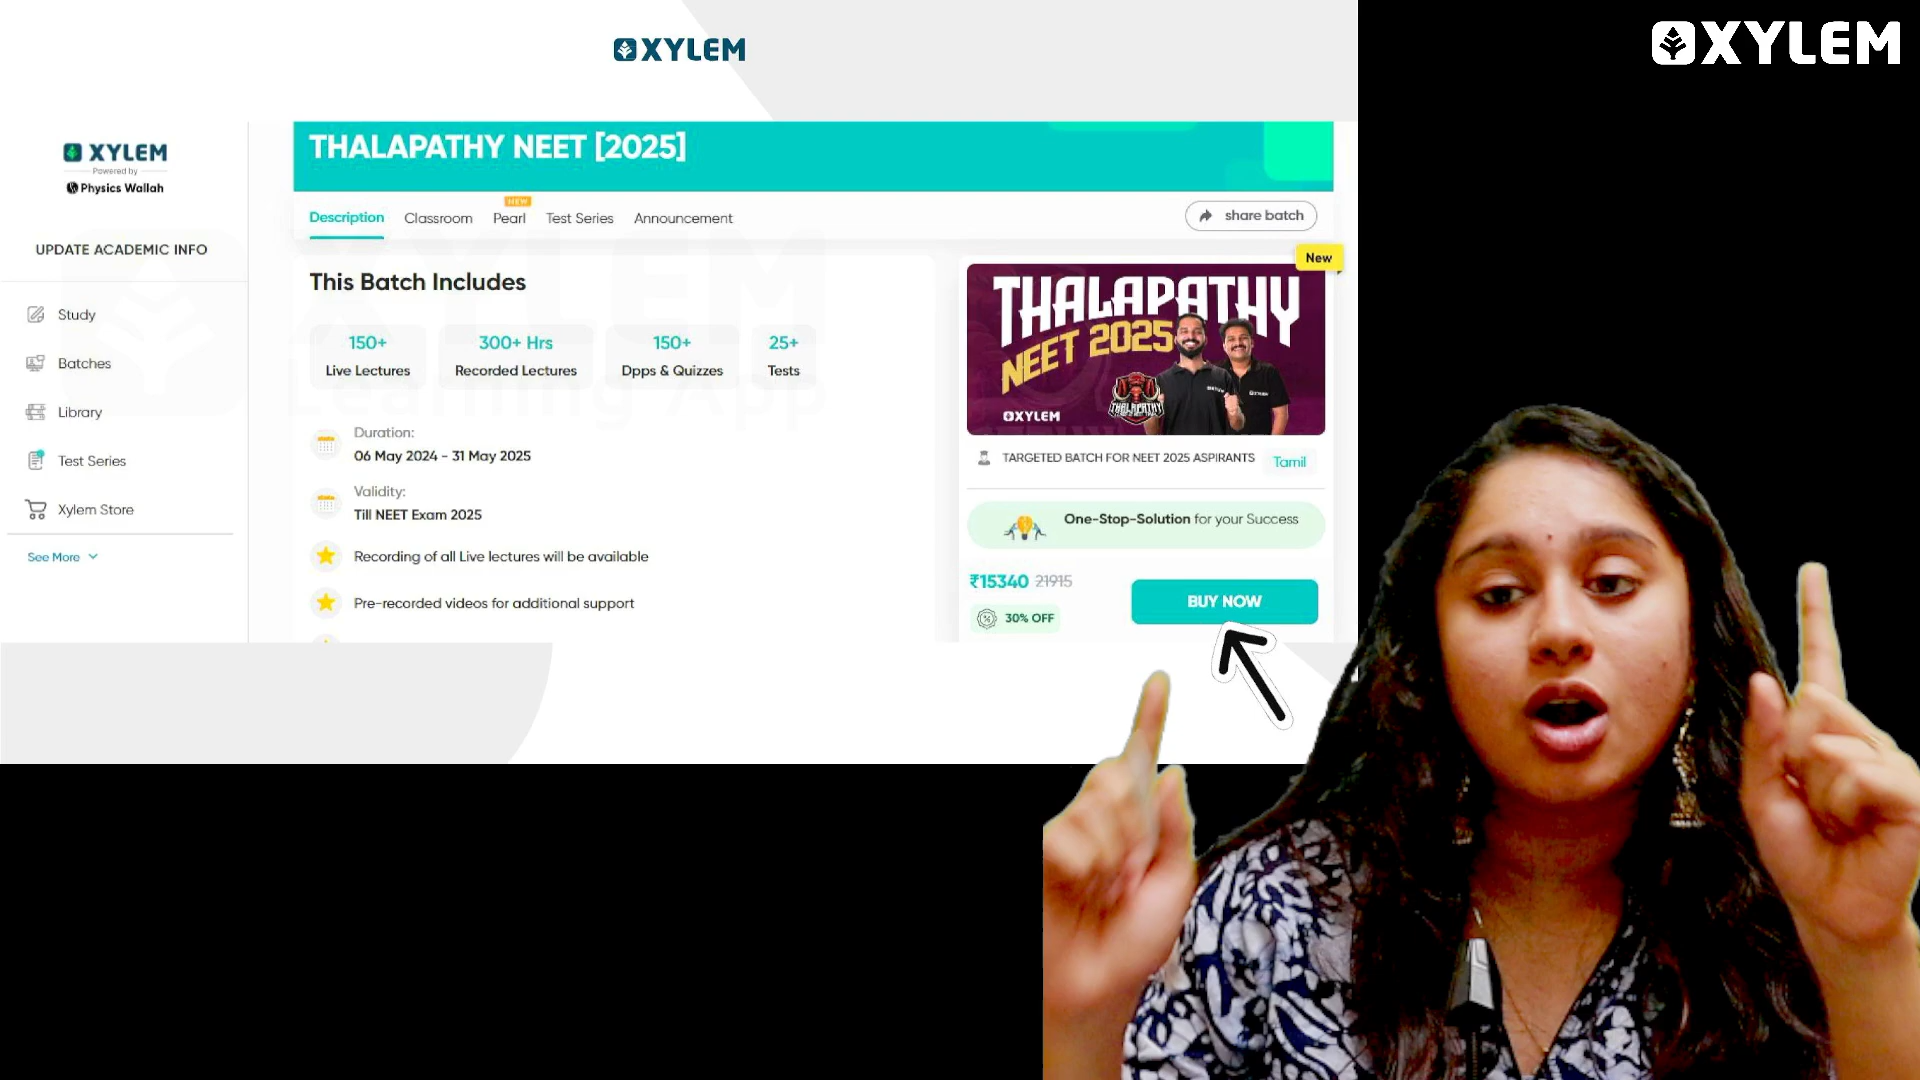 XYLEM
XYLEM
XYLEM
Powered by
Physics Wallah
UPDATE ACADEMIC INFO
Study
Batches
Library
Test Series
Xylem Store
See More
THALAPATHY NEET [2025]
NEW
Description Classroom Pearl Test Series Announcement
share batch
This Batch Includes
150+
Live Lectures
300+ Hrs
Recorded Lectures
150+
Dpps & Quizzes
25+
Tests
Duration:
06 May 2024 - 31 May 2025
Validity:
Till NEET Exam 2025
Recording of all Live lectures will be available
Pre-recorded videos for additional support
New
THALAPATHY
NEET 2025
THALAPATHY
XYLEM
TARGETED BATCH FOR NEET 2025 ASPIRANTS
Tamil
One-Stop-Solution for your Success
₹15340 21915
30% OFF
BUY NOW
XYLEM
Learning App